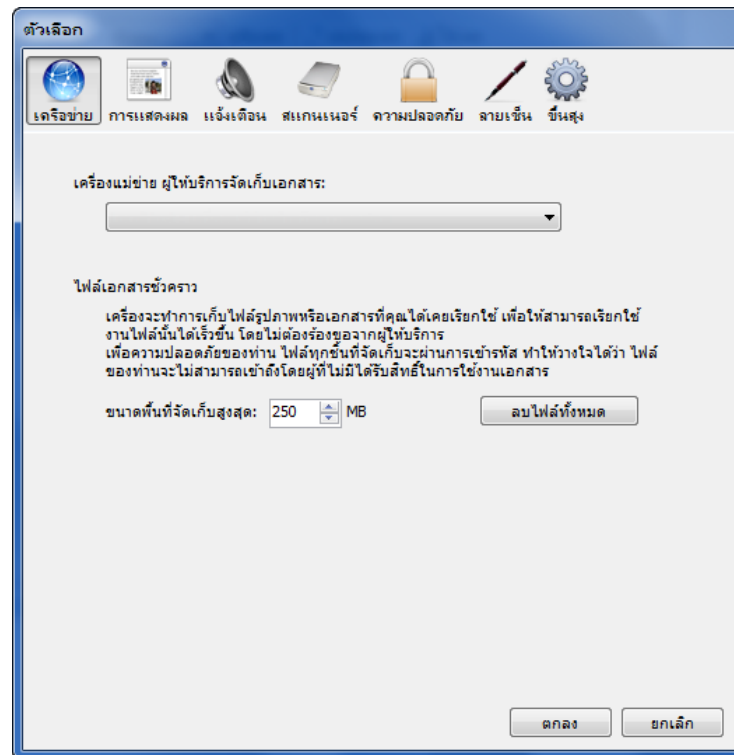 ตัวเลือก
เครือข่าย การแสดงผล แจ้งเตือน สแกนเนอร์ ความปลอดภัย ลายเซ็น ขั้นสูง
เครื่องแม่ข่าย ผู้ให้บริการจัดเก็บเอกสาร:
ไฟล์เอกสารชั่วคราว
เครื่องจะทำการเก็บไฟล์รูปภาพหรือเอกสารที่คุณได้เคยเรียกใช้ เพื่อให้สามารถเรียกใช้
งานไฟล์นั้นได้เร็วขึ้น โดยไม่ต้องร้องขอจากผู้ให้บริการ
เพื่อความปลอดภัยของท่าน ไฟล์ทุกชิ้นที่จัดเก็บจะผ่านการเข้ารหัส ทำให้วางใจได้ว่า ไฟล์
ของท่านจะไม่สามารถเข้าถึงโดยผู้ที่ไม่มิได้รับสิทธิ์ในการใช้งานเอกสาร
ขนาดพื้นที่จัดเก็บสูงสุด: 250 MB ลบไฟล์ทั้งหมด
ตกลง ยกเลิก